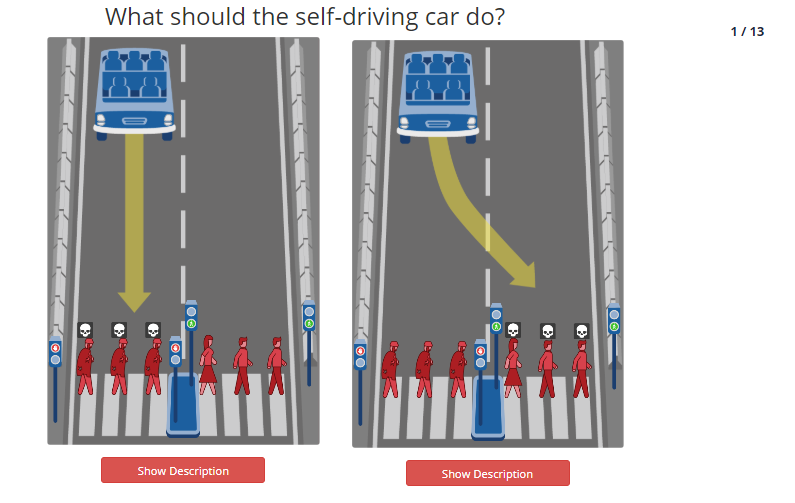 What should the self-driving car do?
1 / 13
Show Description
Show Description